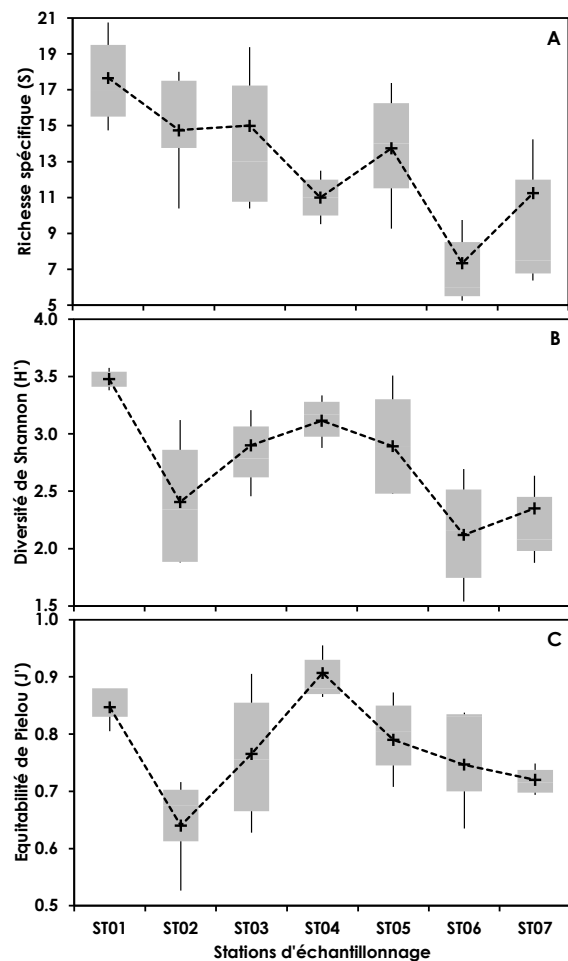 21
19
17
15
13
11
9
7
5
Richesse spécifique (S)
A
4.0
3.5
3.0
2.5
2.0
1.5
Diversité de Shannon (H')
B
1.0
0.9
0.8
0.7
0.6
0.5
Equitabilité de Pielou (J')
C
ST01 ST02 ST03 ST04 ST05 ST06 ST07
Stations d'échantillonnage